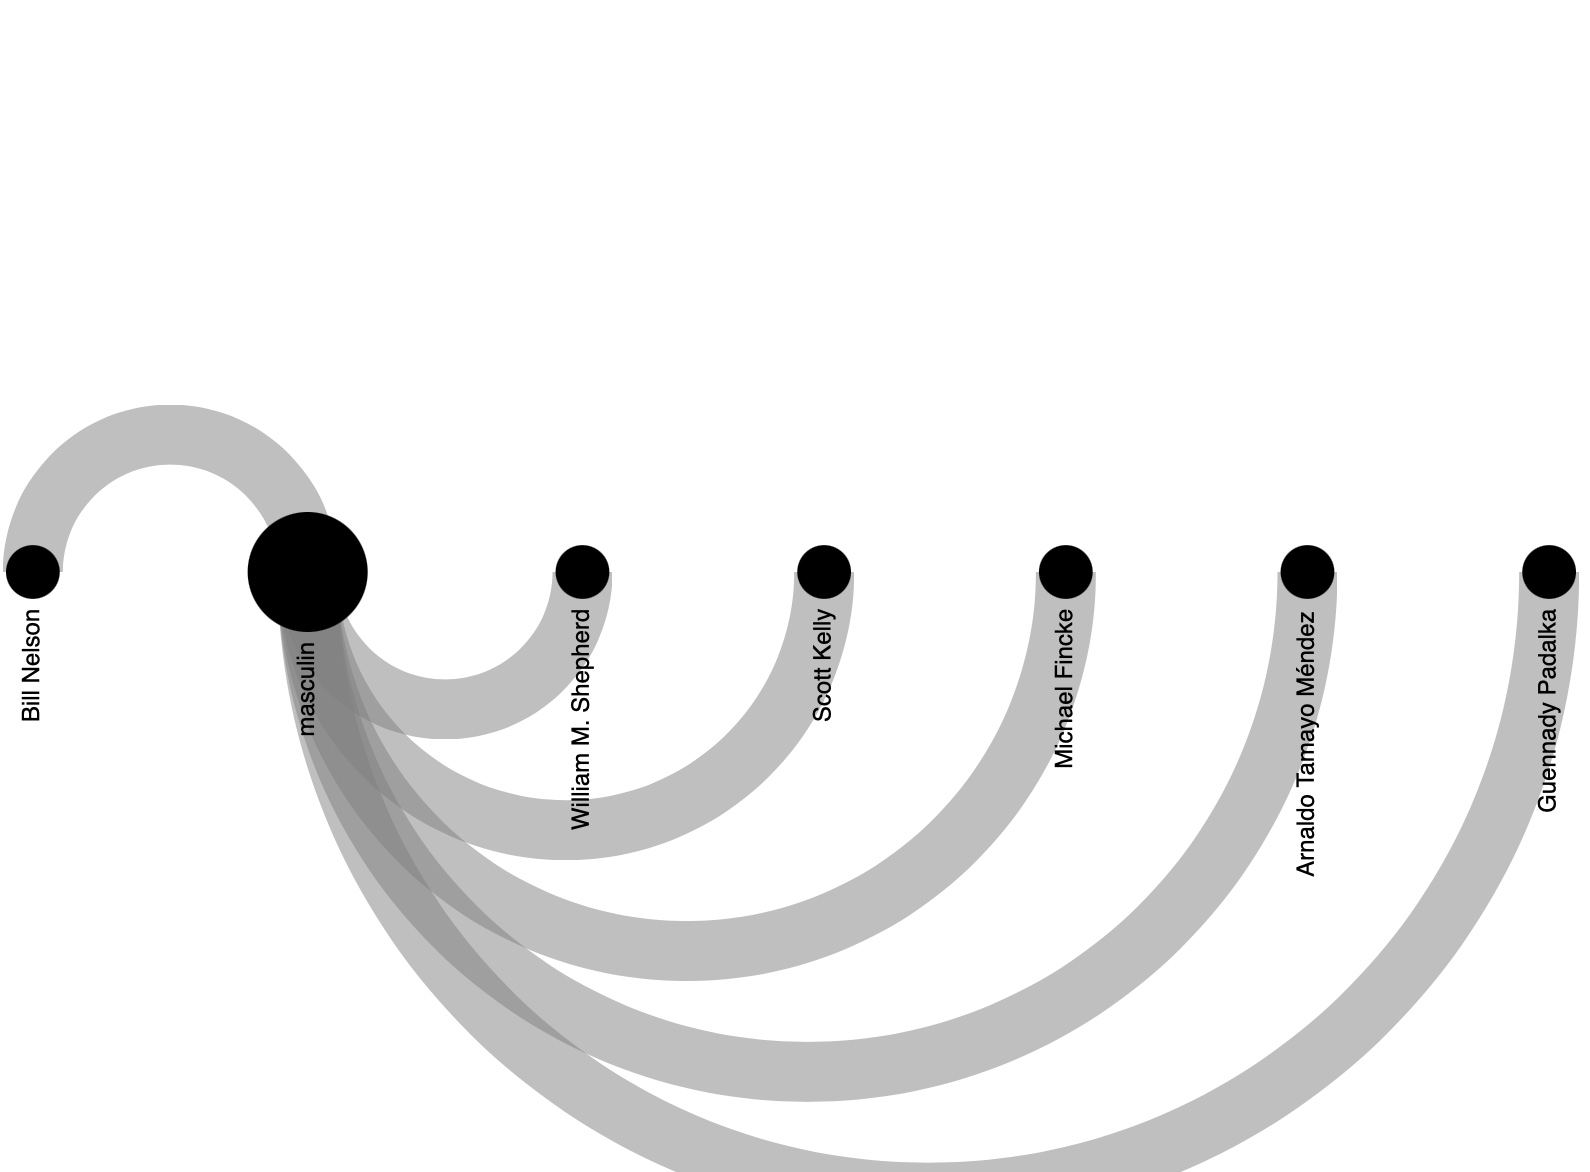 Bill Nelson
masculin
William M. Shepherd
Scott Kelly
Michael Fincke
Arnaldo Tamayo Méndez
Guennady Padalka